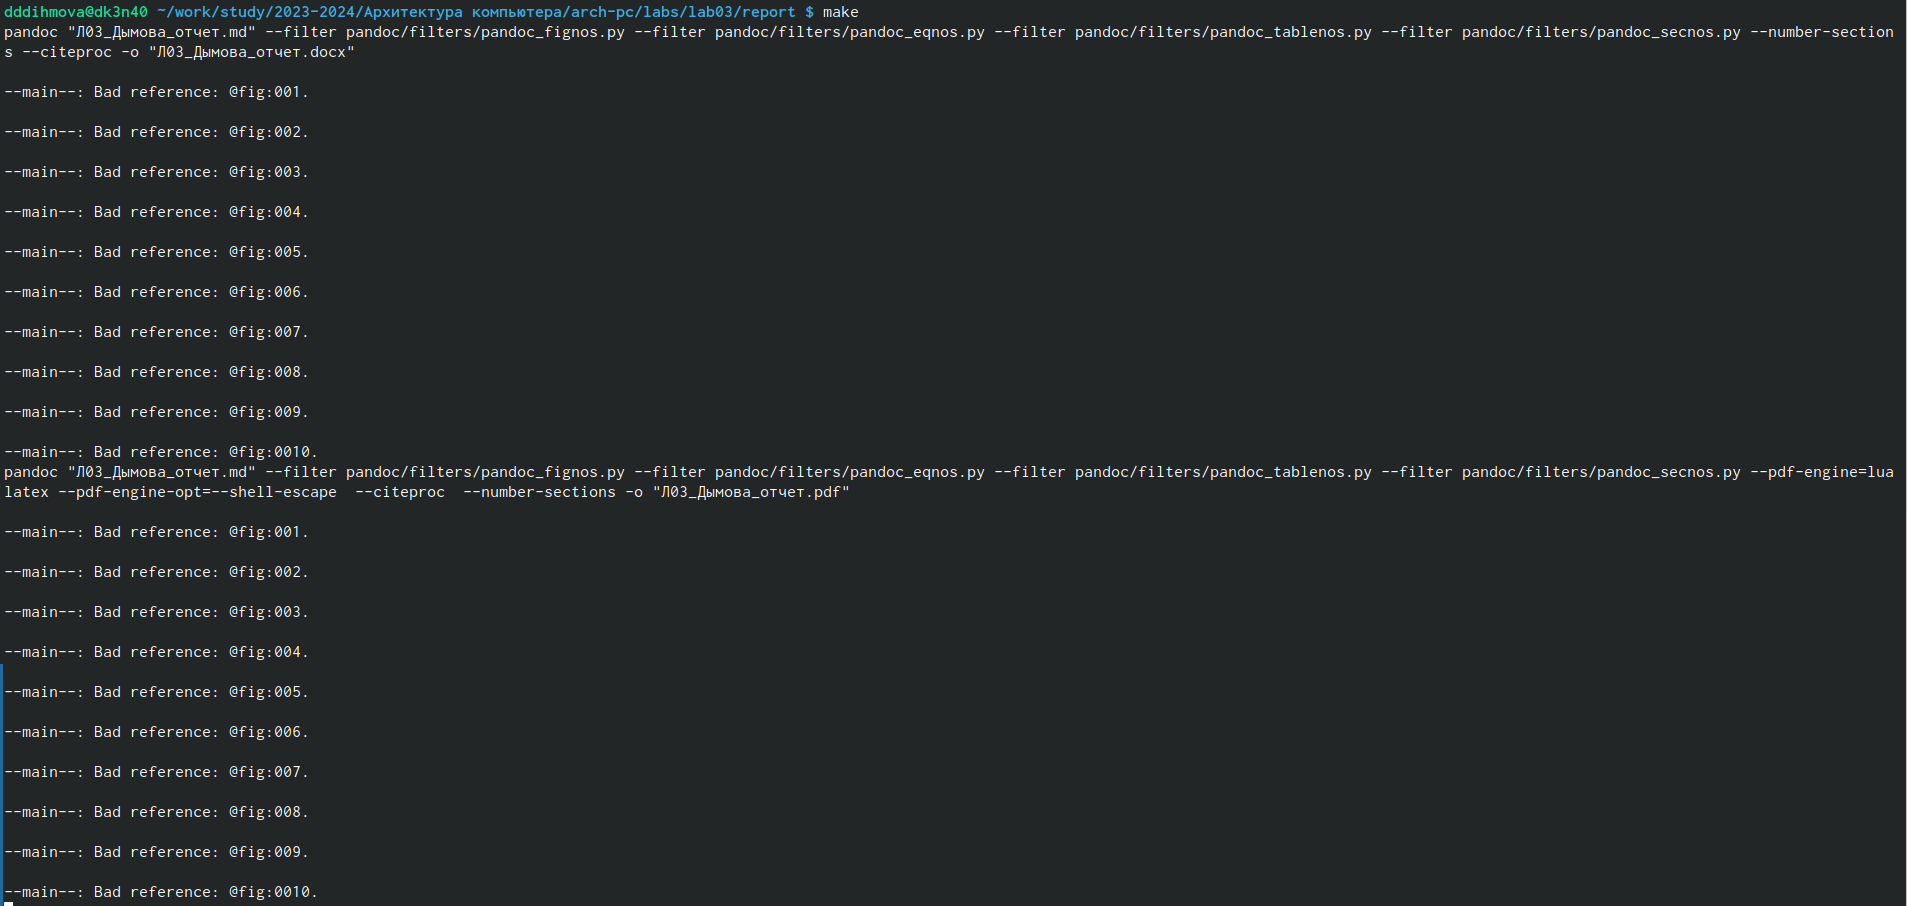 dddihmova@dk3n40 ~/work/study/2023-2024/Архитектура компьютера/arch-pc/labs/lab03/report $ make
pandoc "Л03_Дымова_отчет.md" --filter pandoc/filters/pandoc_fignos.py --filter pandoc/filters/pandoc_eqnos.py --filter pandoc/filters/pandoc_tablenos.py --filter pandoc/filters/pandoc_secnos.py --number-section
s --citeproc -o "Л03_Дымова_отчет.docx"
--main--: Bad reference: @fig:001.
--main--: Bad reference: @fig:002.
--main--: Bad reference: @fig:003.
--main--: Bad reference: @fig:004.
--main--: Bad reference: @fig:005.
--main--: Bad reference: @fig:006.
--main--: Bad reference: @fig:007.
--main--: Bad reference: @fig:008.
--main--: Bad reference: @fig:009.
--main--: Bad reference: @fig:0010.
pandoc "Л03_Дымова_отчет.md" --filter pandoc/filters/pandoc_fignos.py --filter pandoc/filters/pandoc_eqnos.py --filter pandoc/filters/pandoc_tablenos.py --filter pandoc/filters/pandoc_secnos.py --pdf-engine=lua
latex --pdf-engine-opt=--shell-escape  --citeproc  --number-sections -o "Л03_Дымова_отчет.pdf"
--main--: Bad reference: @fig:001.
--main--: Bad reference: @fig:002.
--main--: Bad reference: @fig:003.
--main--: Bad reference: @fig:004.
--main--: Bad reference: @fig:005.
--main--: Bad reference: @fig:006.
--main--: Bad reference: @fig:007.
--main--: Bad reference: @fig:008.
--main--: Bad reference: @fig:009.
--main--: Bad reference: @fig:0010.